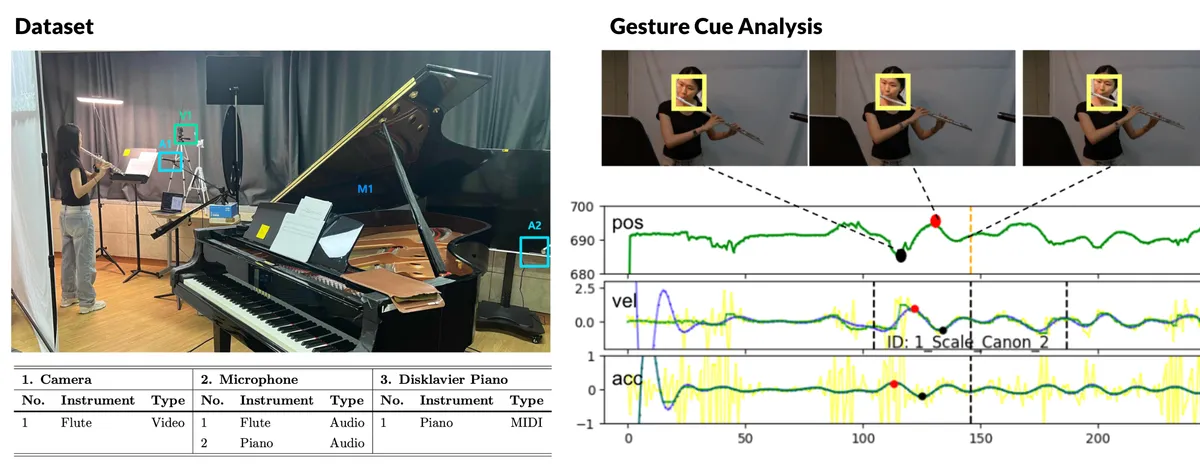 Dataset
V1
A1
M1
A2
1. Camera 2. Microphone 3. Disklavier Piano
No. Instrument Type No. Instrument Type No. Instrument Type
1 Flute Video 1 Flute Audio 1 Piano MIDI
2 Piano Audio
Gesture Cue Analysis
700
pos
690
680
2.5
vel
0.0
ID: 1_Scale_Canon_2
1
acc
0
−1
0 50 100 150 200